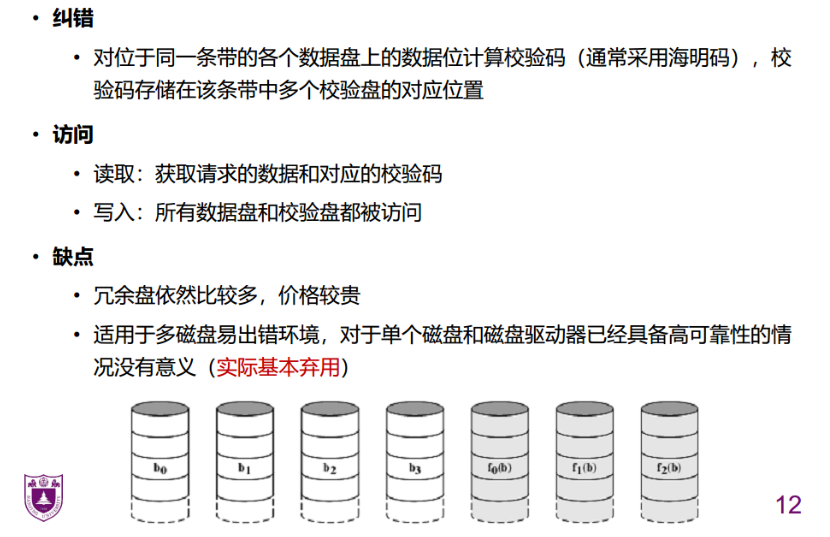 • 纠错
• 对位于同一条带的各个数据盘上的数据位计算校验码（通常采用海明码），校
验码存储在该条带中多个校验盘的对应位置
• 访问
• 读取：获取请求的数据和对应的校验码
• 写入：所有数据盘和校验盘都被访问
• 缺点
• 冗余盘依然比较多，价格较贵
• 适用于多磁盘易出错环境，对于单个磁盘和磁盘驱动器已经具备高可靠性的情
况没有意义（实际基本弃用）
b0 b1 b2 b3 f0(b) f1(b) f2(b)
12